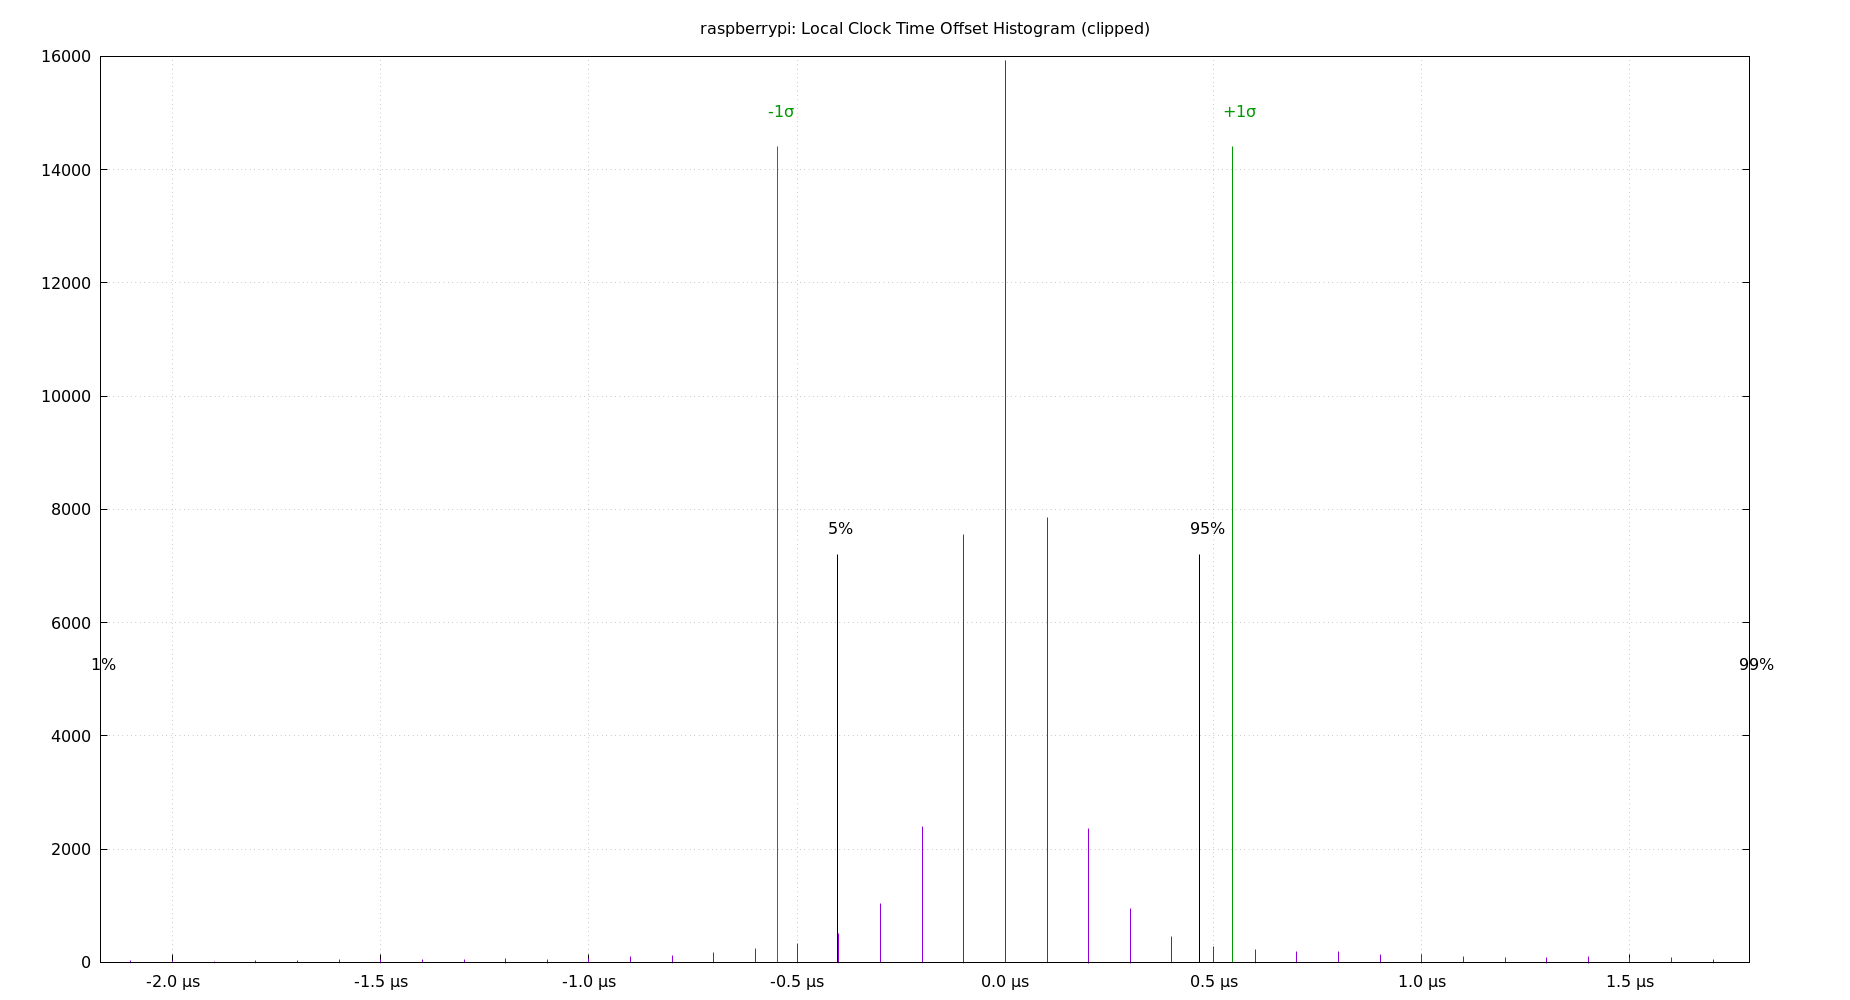 raspberrypi: Local Clock Time Offset Histogram (clipped)
16000
-1σ
+1σ
14000
12000
10000
8000
5%
95%
6000
1%
99%
4000
2000
0
-2.0 µs
-1.5 µs
-1.0 µs
-0.5 µs
0.0 µs
0.5 µs
1.0 µs
1.5 µs